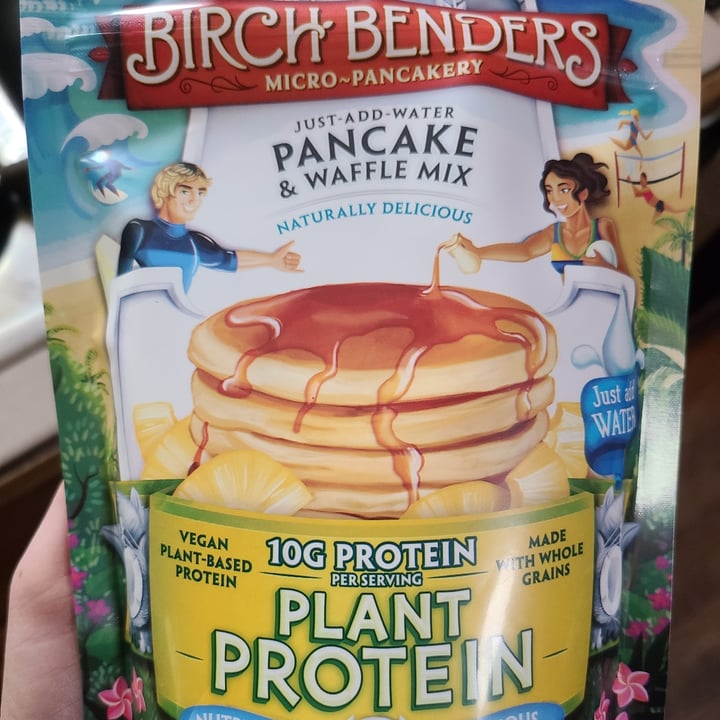 BIRCH BENDERS
MICRO~PANCAKERY
JUST-ADD-WATER
PANCAKE
& WAFFLE MIX
NATURALLY DELICIOUS
Just add
WATER
VEGAN
PLANT-BASED
PROTEIN
10G PROTEIN
PER SERVING
MADE
WITH WHOLE
GRAINS
PLANT
PROTEIN